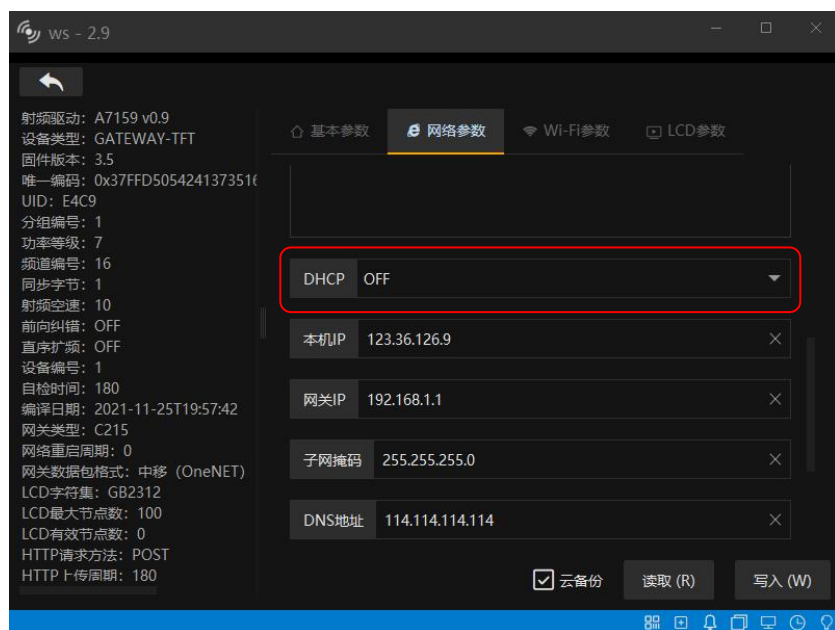 ws - 2.9
射频驱动: A7159 v0.9
设备类型: GATEWAY-TFT
固件版本: 3.5
唯一编码: 0x37FFD5054241373516
UID: E4C9
分组编号: 1
功率等级: 7
频道编号: 16
同步字节: 1
射频空速: 10
前向纠错: OFF
直序扩频: OFF
设备编号: 1
自检时间: 180
编译日期: 2021-11-25T19:57:42
网关类型: C215
网络重启周期: 0
网关数据包格式: 中移（OneNET）
LCD字符集: GB2312
LCD最大节点数: 100
LCD有效节点数: 0
HTTP请求方法: POST
HTTP上传周期: 180
基本参数 网络参数 Wi-Fi参数 LCD参数
DHCP OFF
本机IP 123.36.126.9
网关IP 192.168.1.1
子网掩码 255.255.255.0
DNS地址 114.114.114.114
云备份 读取 (R) 写入 (W)